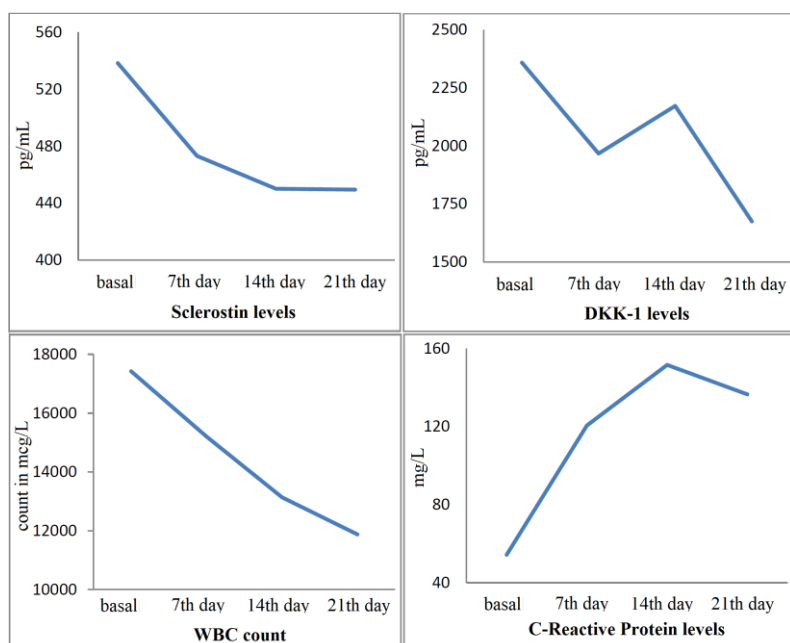 560
520
480
440
400
pg/mL
basal 7th day 14th day 21th day
Sclerostin levels
2500
2250
2000
1750
1500
pg/mL
basal 7th day 14th day 21th day
DKK-1 levels
18000
16000
14000
12000
10000
count in mcg/L
basal 7th day 14th day 21th day
WBC count
160
120
80
40
mg/L
basal 7th day 14th day 21th day
C-Reactive Protein levels